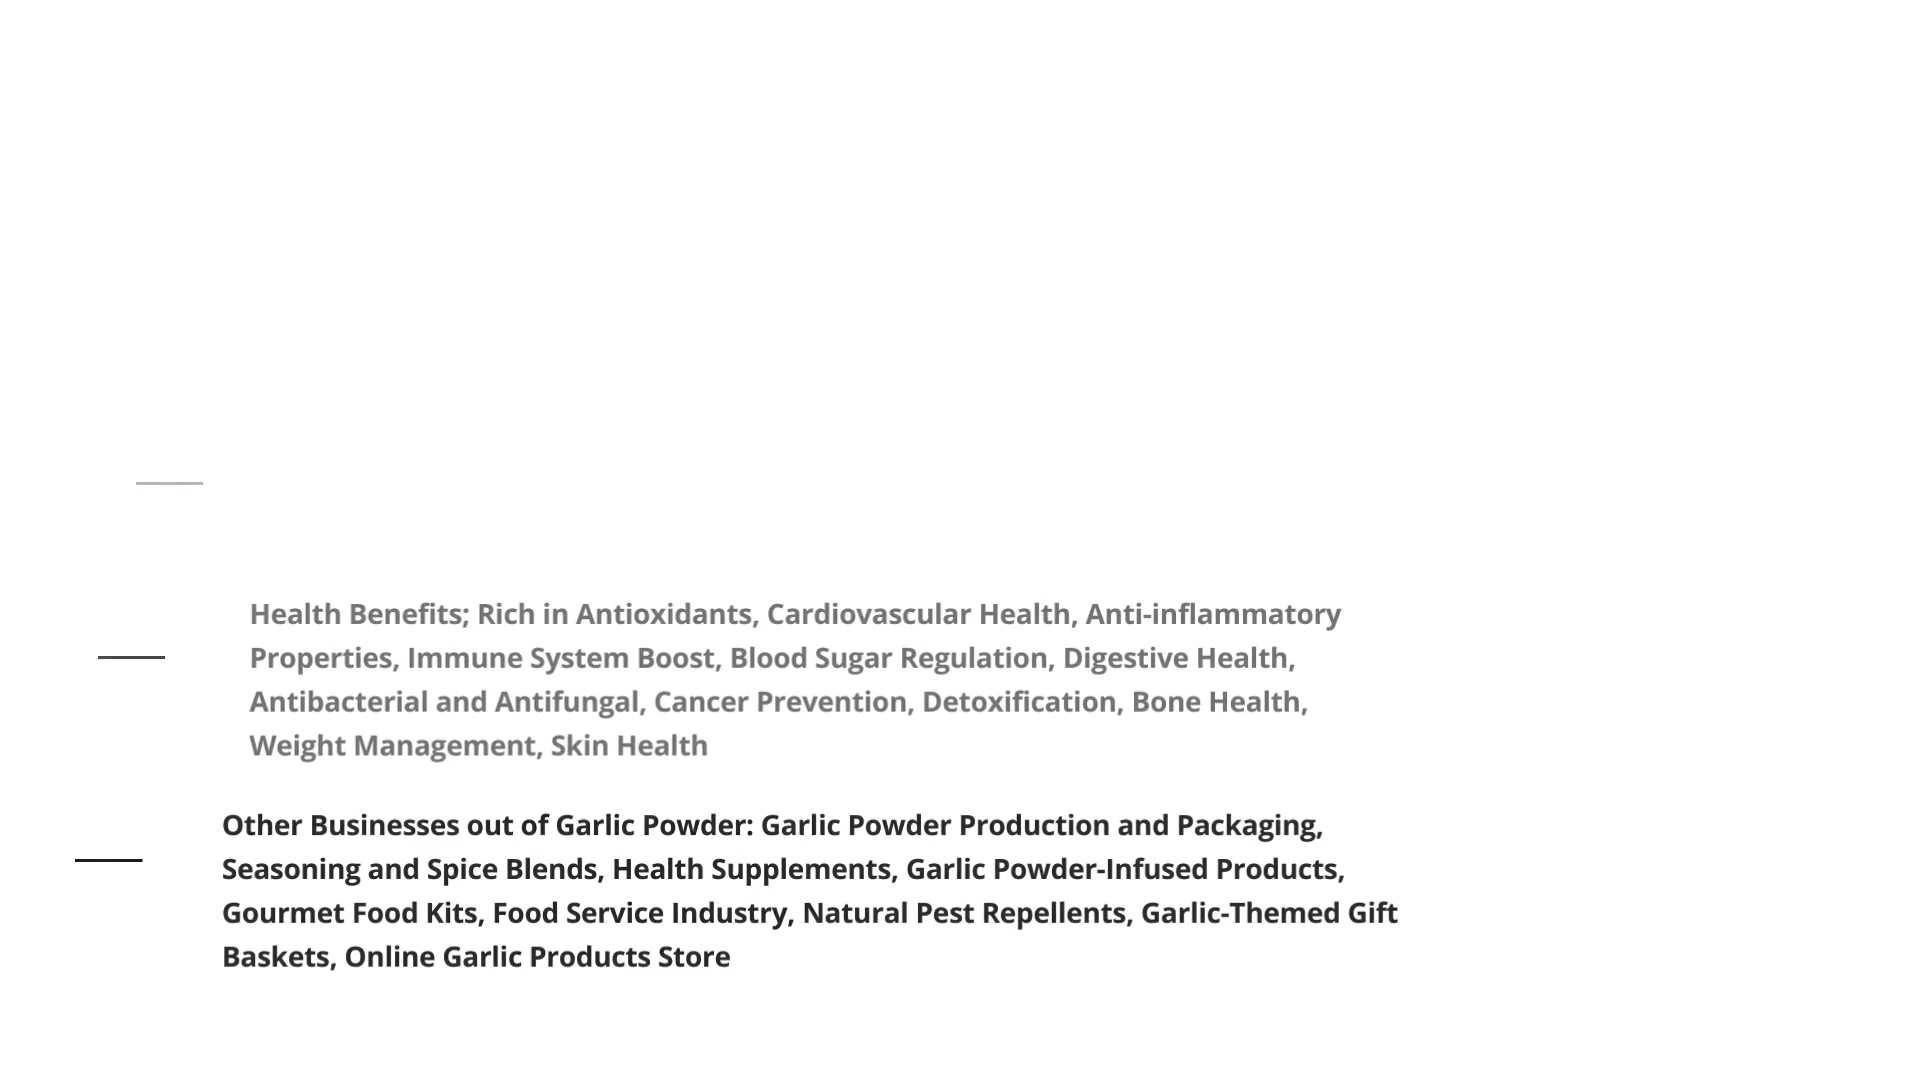 Health Benefits; Rich in Antioxidants, Cardiovascular Health, Anti-inflammatory
Properties, Immune System Boost, Blood Sugar Regulation, Digestive Health,
Antibacterial and Antifungal, Cancer Prevention, Detoxification, Bone Health,
Weight Management, Skin Health
Other Businesses out of Garlic Powder: Garlic Powder Production and Packaging,
Seasoning and Spice Blends, Health Supplements, Garlic Powder-Infused Products,
Gourmet Food Kits, Food Service Industry, Natural Pest Repellents, Garlic-Themed Gift
Baskets, Online Garlic Products Store